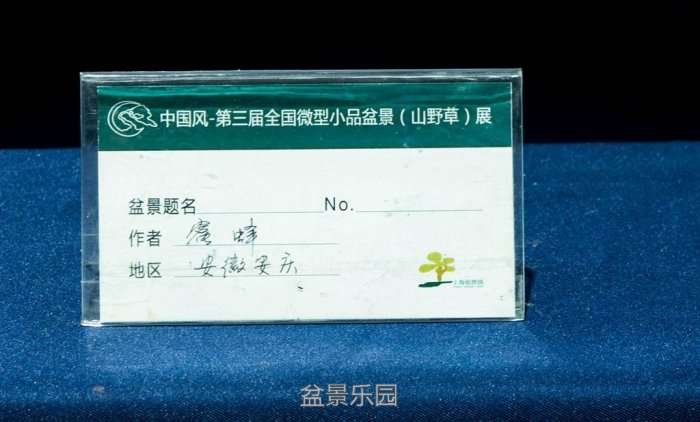 中国风-第三届全国微型小品盆景(山野草)展
盆景题名
No.
作者
地区 安徽安庆
盆景乐园